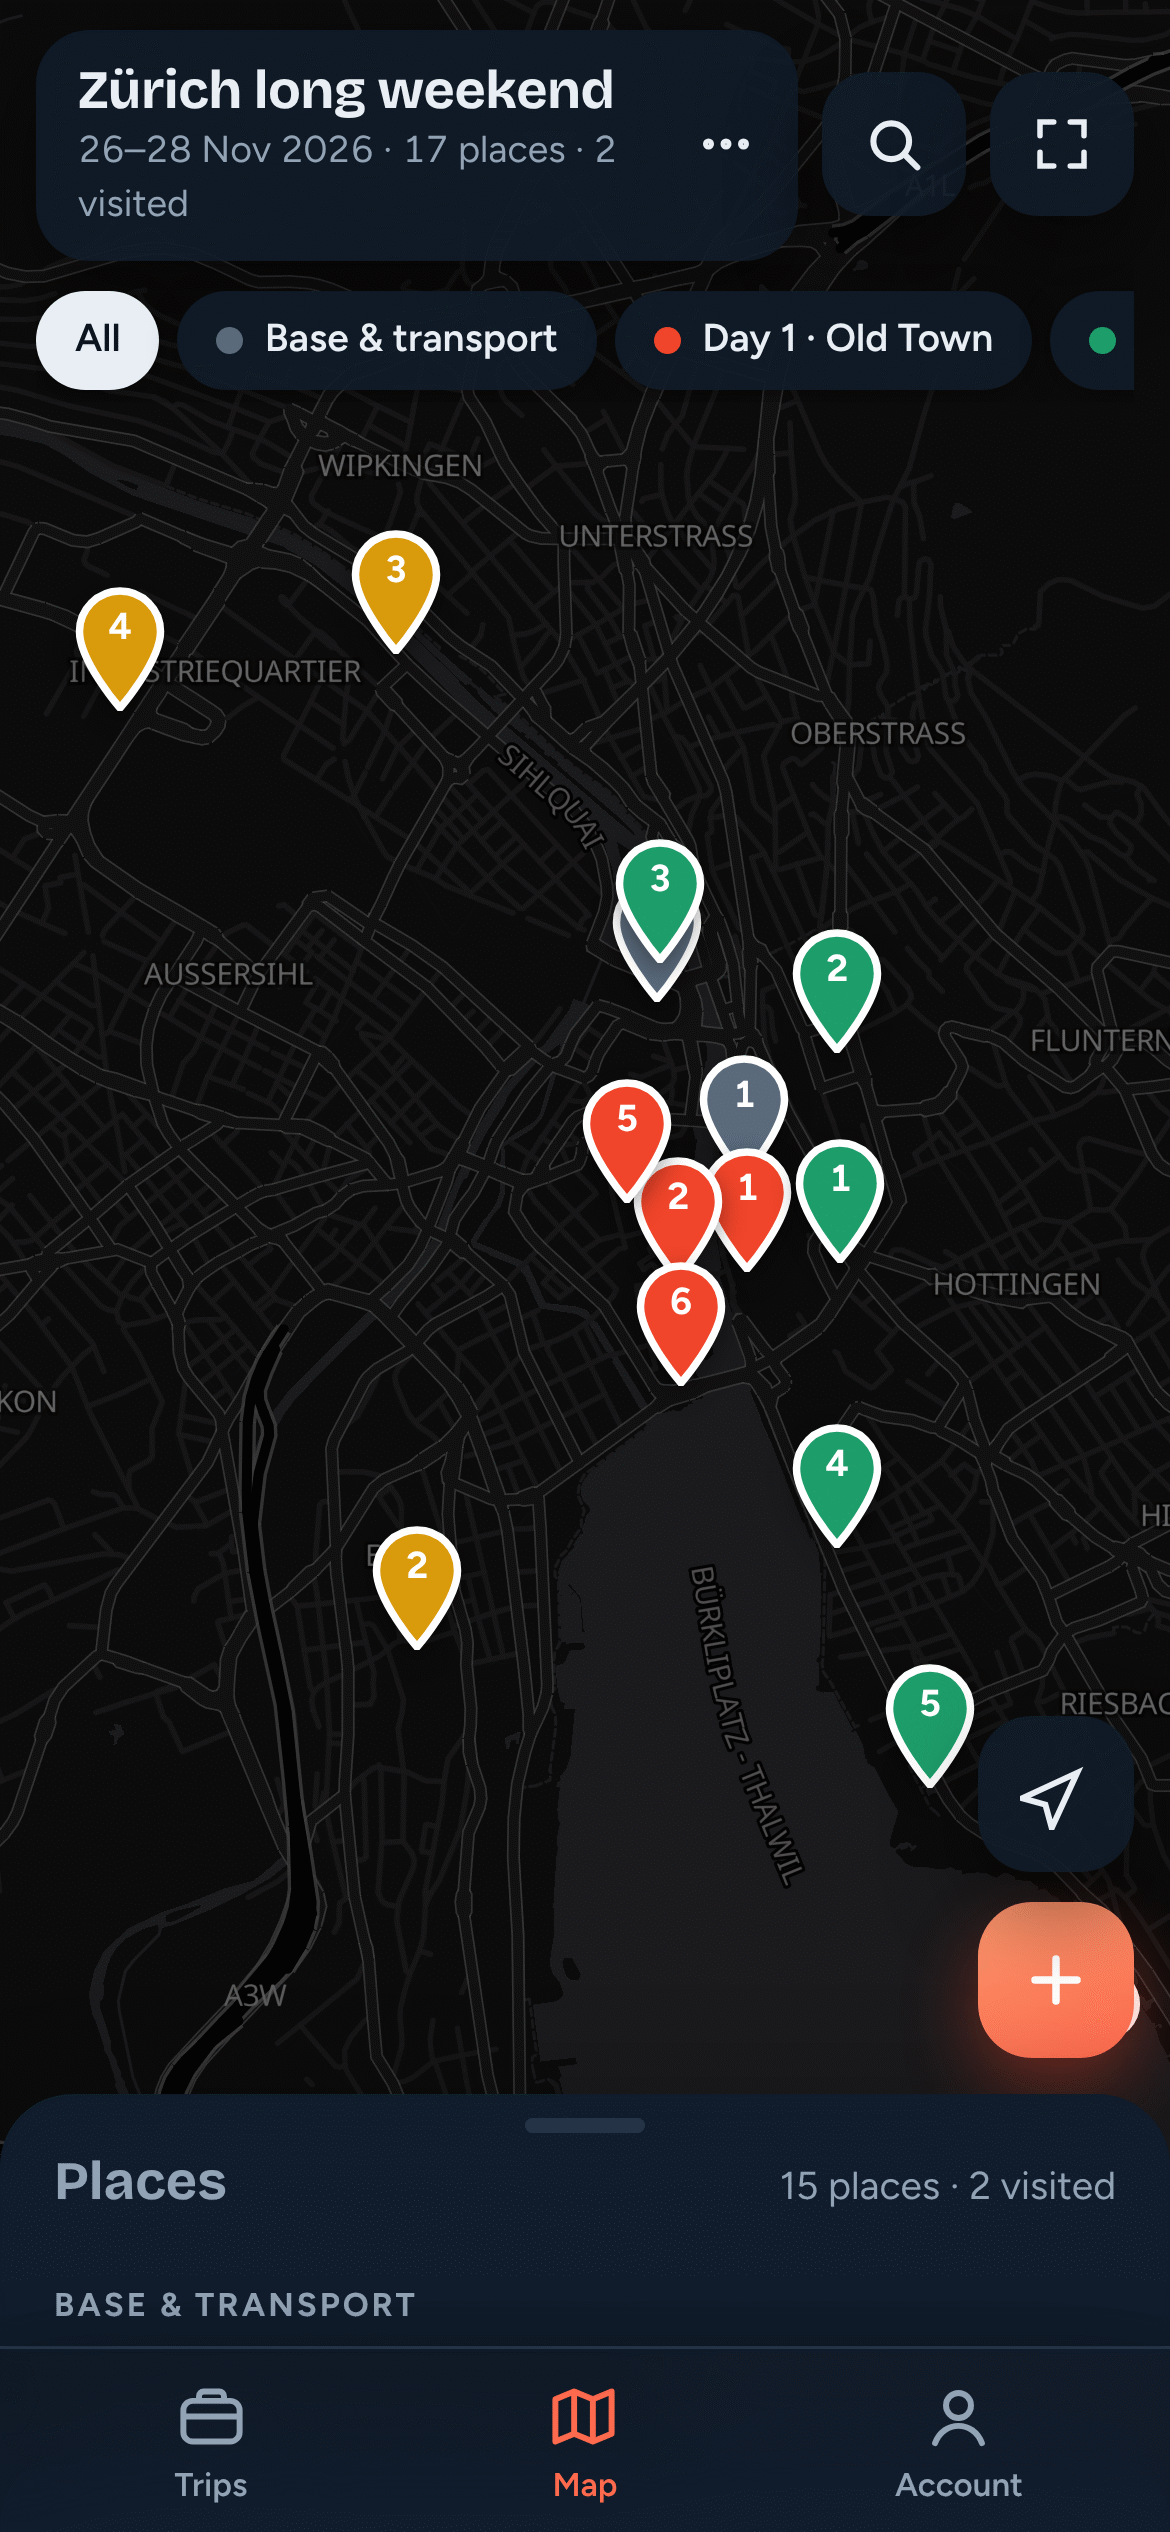 Zürich long weekend
26–28 Nov 2026 · 17 places · 2
visited
All
Base & transport
Day 1 · Old Town
WIPKINGEN
UNTERSTRASS
3
4
STRIEQUARTIER
OBERSTRASS
SIHLQUAI
3
AUSSERSIHL
2
FLUNTERN
1
5
2
1
1
HOTTINGEN
6
KON
4
HI
2
BÜRKLIPLATZ - THALWIL
5
RIESBAC
A3W
Places
15 places · 2 visited
BASE & TRANSPORT
Trips
Map
Account